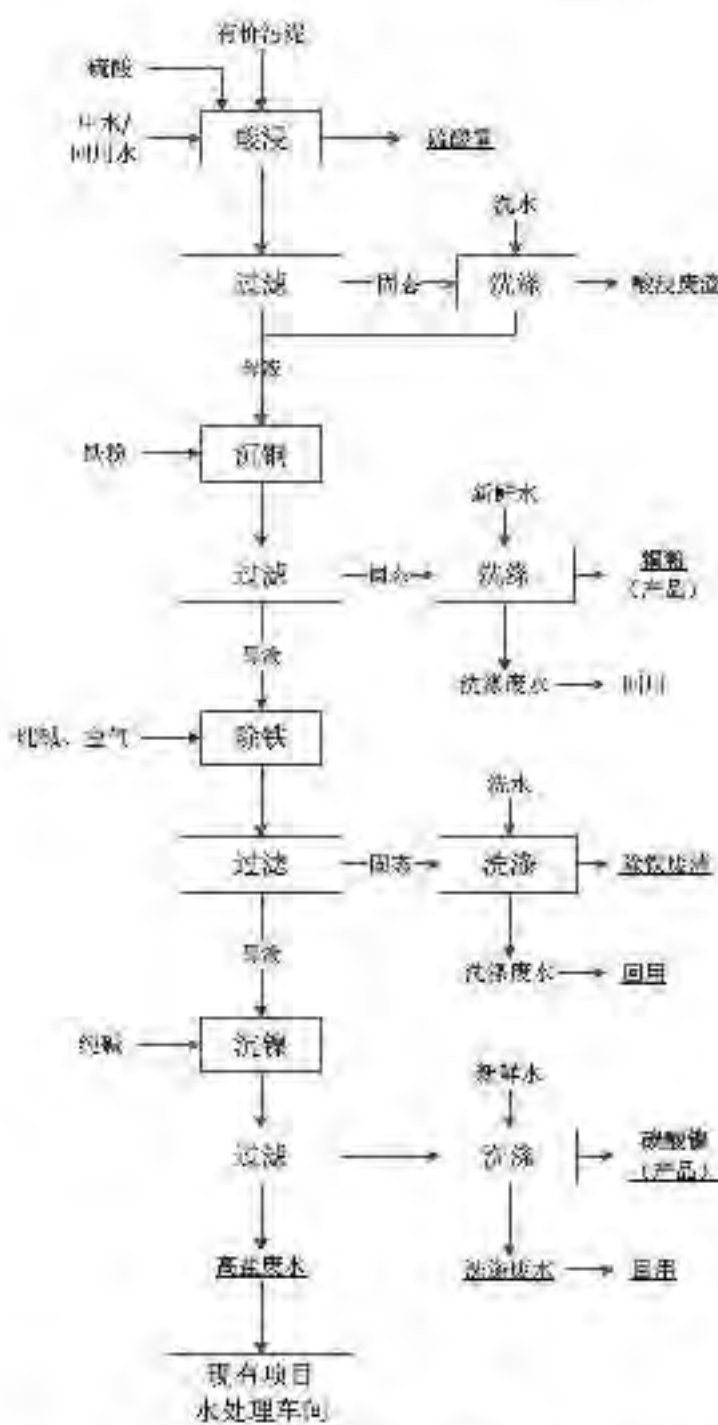 有价污泥
硫酸
中水/
回用水
酸浸
硫酸雾
洗水
过滤
固态
洗涤
酸浸废渣
母液
铁粉
沉铜
新鲜水
过滤
固态
洗涤
铜粉
（产品）
母液
洗涤废水
回用
纯碱、空气
除铁
洗水
过滤
固态
洗涤
除铁废渣
母液
洗涤废水
回用
纯碱
沉镍
新鲜水
过滤
洗涤
碳酸镍
（产品）
高盐废水
洗涤废水
回用
现有项目
水处理车间